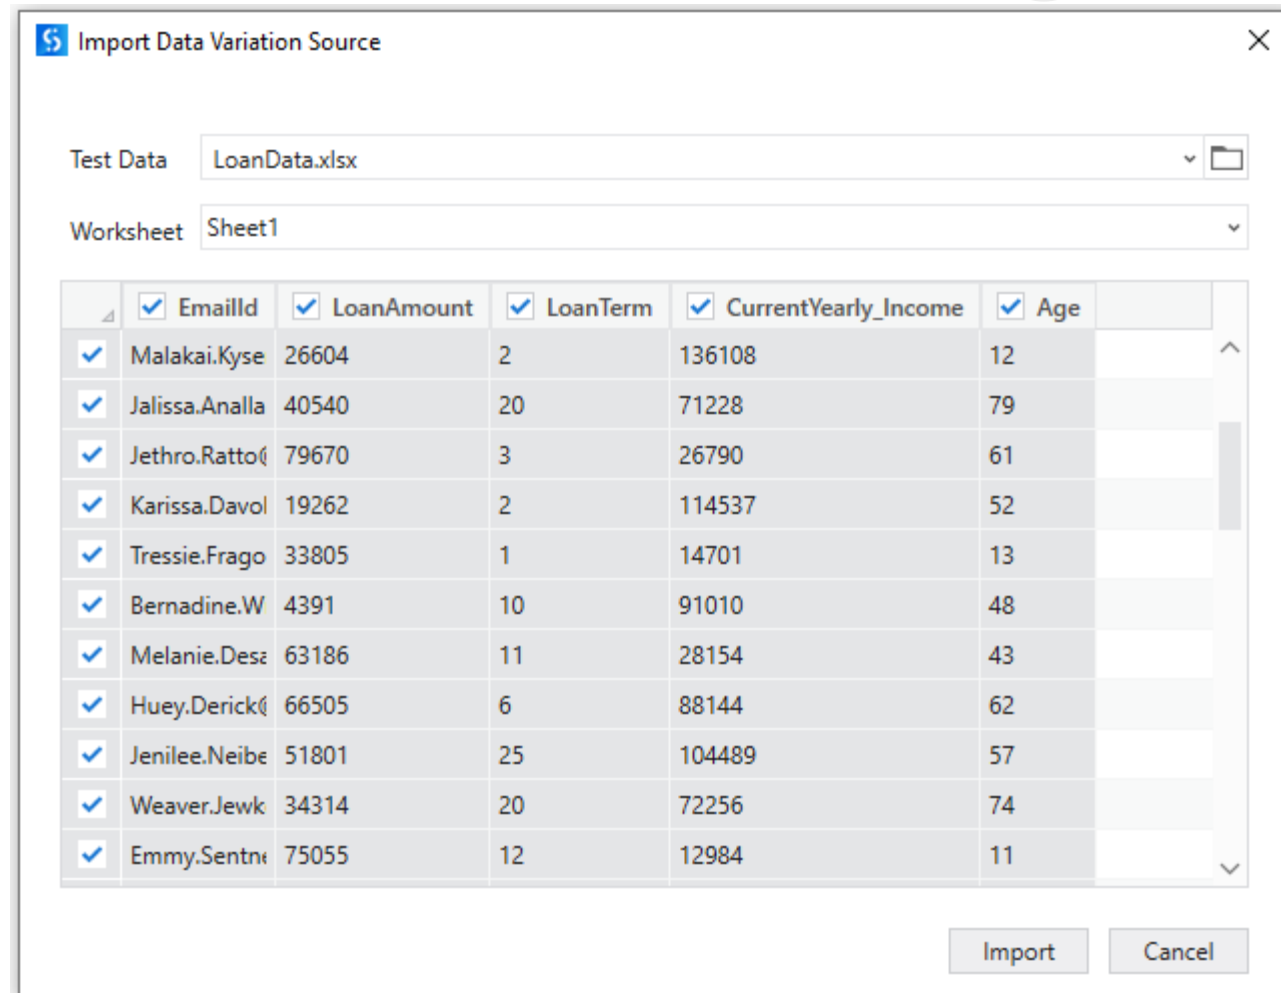 Import Data Variation Source
Test Data LoanData.xlsx
Worksheet Sheet1
EmailId LoanAmount LoanTerm CurrentYearly_Income Age
Malakai.Kyse 26604 2 136108 12
Jalissa.Analla 40540 20 71228 79
Jethro.Ratto@ 79670 3 26790 61
Karissa.Davol 19262 2 114537 52
Tressie.Frago 33805 1 14701 13
Bernadine.W 4391 10 91010 48
Melanie.Desa 63186 11 28154 43
Huey.Derick@ 66505 6 88144 62
Jenilee.Neibe 51801 25 104489 57
Weaver.Jewk 34314 20 72256 74
Emmy.Sentne 75055 12 12984 11
Import Cancel